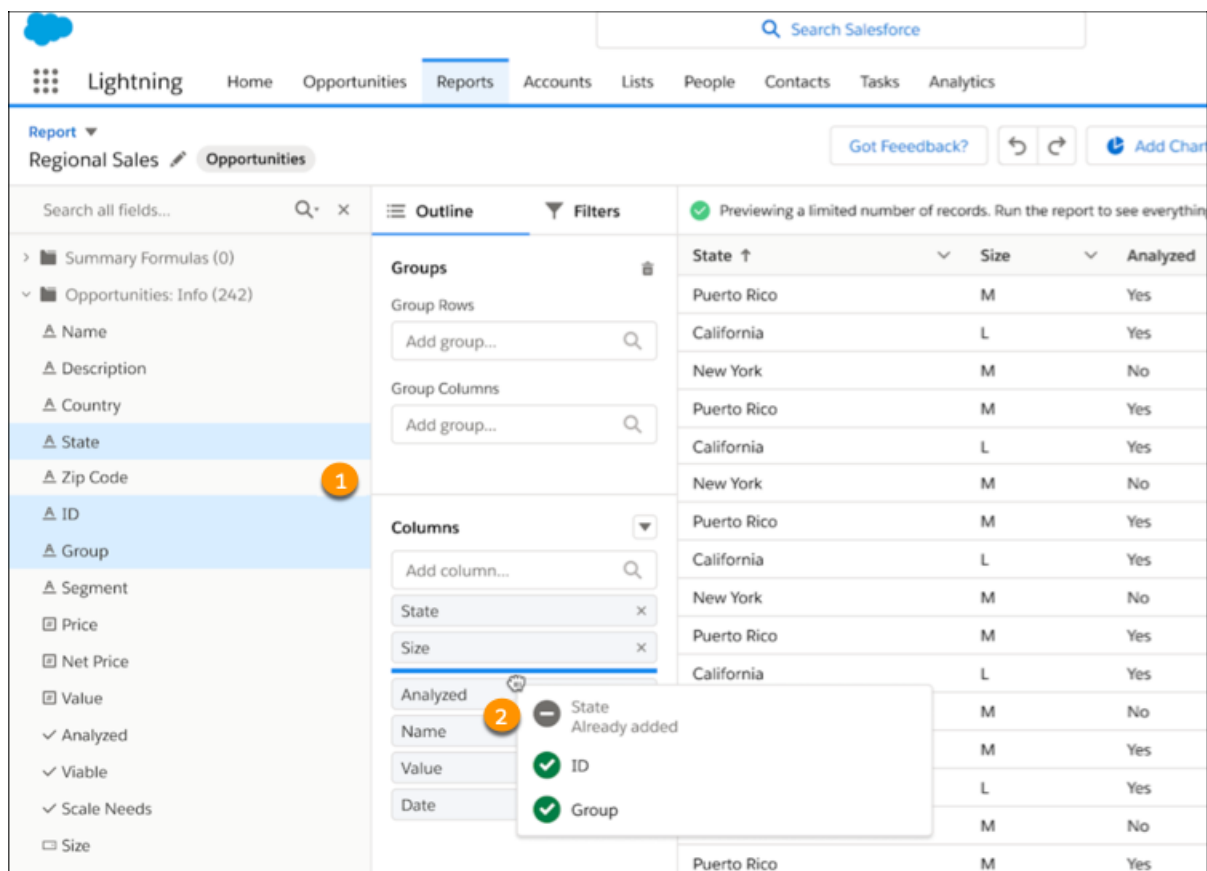 Search Salesforce
Lightning Home Opportunities Reports Accounts Lists People Contacts Tasks Analytics
Report
Regional Sales Opportunities
Got Feeedback?
Add Char
Search all fields...
Summary Formulas (0)
Opportunities: Info (242)
A Name
A Description
A Country
A State
A Zip Code
1
A ID
A Group
A Segment
# Price
# Net Price
# Value
Analyzed
Viable
Scale Needs
Size
Outline Filters
Groups
Group Rows
Add group...
Group Columns
Add group...
Columns
Add column...
State
Size
Analyzed
Name
Value
Date
2
State
Already added
ID
Group
Previewing a limited number of records. Run the report to see everything
State Size Analyzed
Puerto Rico M Yes
California L Yes
New York M No
Puerto Rico M Yes
California L Yes
New York M No
Puerto Rico M Yes
California L Yes
New York M No
Puerto Rico M Yes
California L Yes
M No
M Yes
L Yes
M No
Puerto Rico M Yes